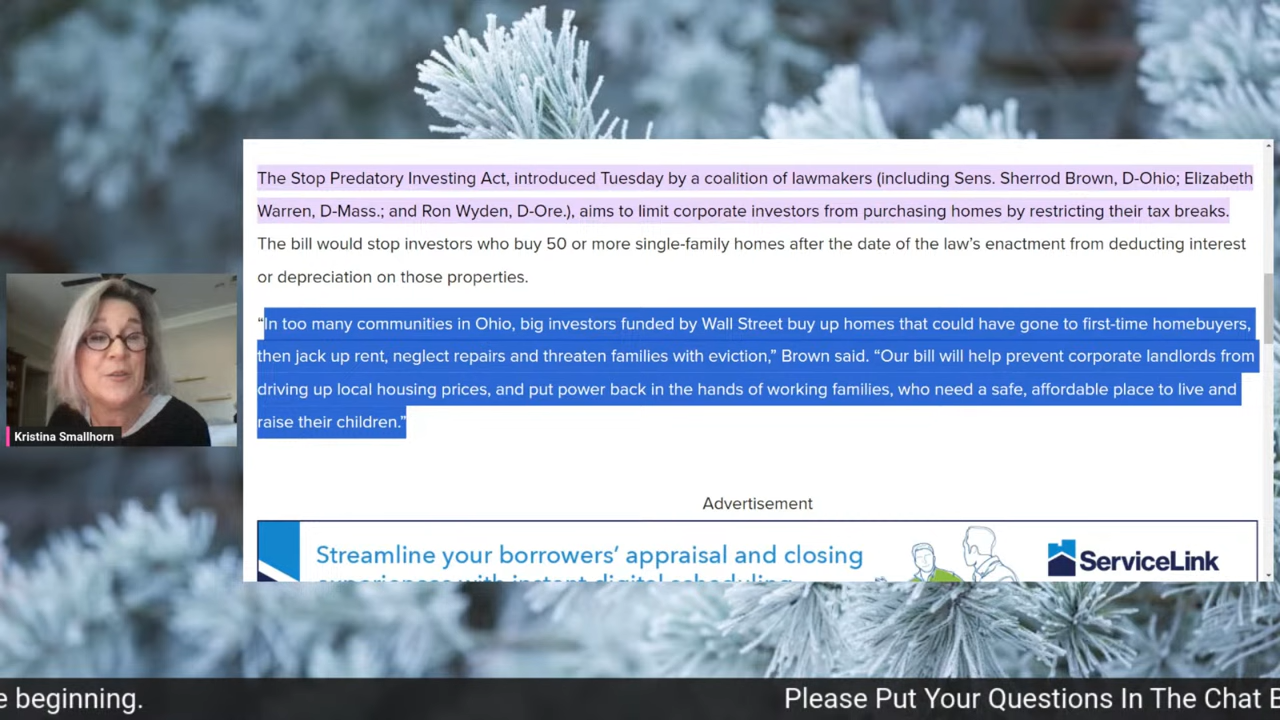 The Stop Predatory Investing Act, introduced Tuesday by a coalition of lawmakers (including Sens. Sherrod Brown, D-Ohio; Elizabeth
Warren, D-Mass.; and Ron Wyden, D-Ore.), aims to limit corporate investors from purchasing homes by restricting their tax breaks.
The bill would stop investors who buy 50 or more single-family homes after the date of the law’s enactment from deducting interest
or depreciation on those properties.
“In too many communities in Ohio, big investors funded by Wall Street buy up homes that could have gone to first-time homebuyers,
then jack up rent, neglect repairs and threaten families with eviction,” Brown said. “Our bill will help prevent corporate landlords from
driving up local housing prices, and put power back in the hands of working families, who need a safe, affordable place to live and
raise their children.”
Kristina Smallhorn
Advertisement
Streamline your borrowers’ appraisal and closing
experiences with instant digital scheduling
ServiceLink
e beginning.
Please Put Your Questions In The Chat B